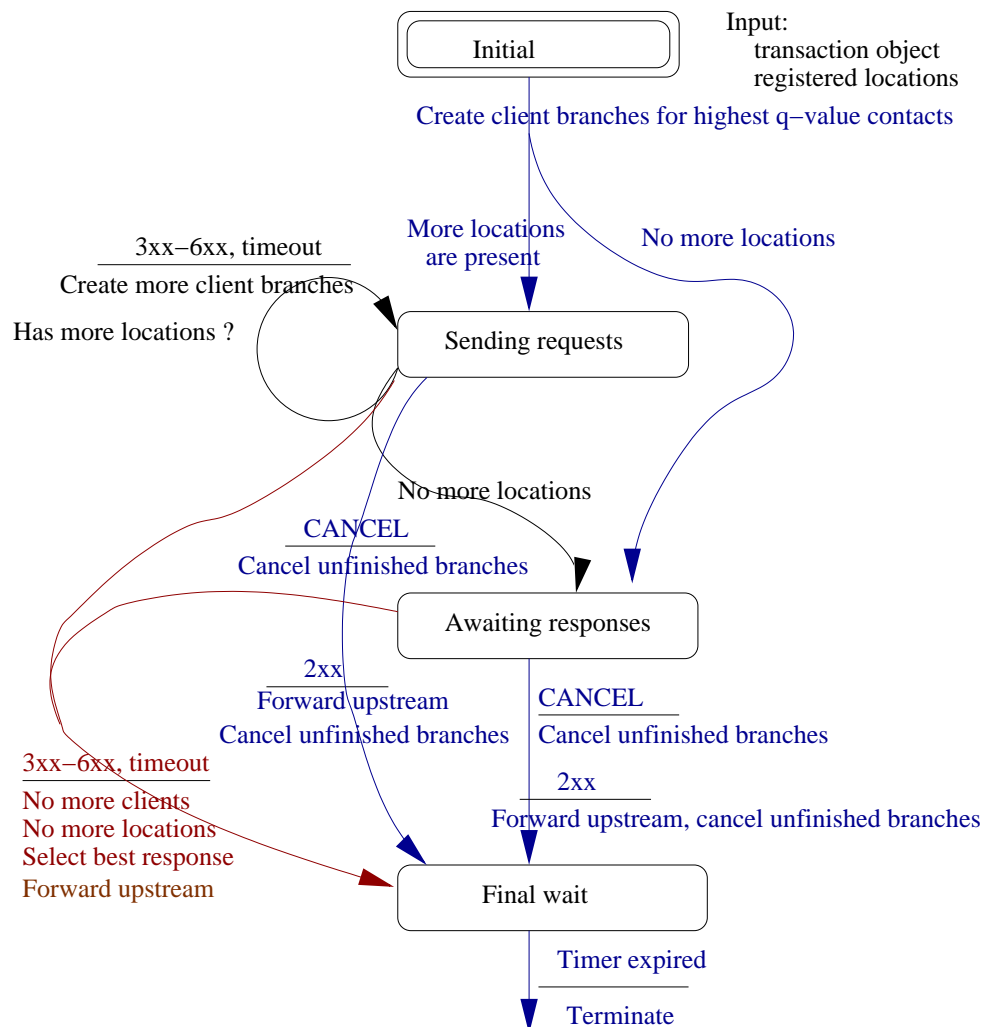 Initial
Input:
transaction object
registered locations
Create client branches for highest q−value contacts
More locations
are present
No more locations
3xx−6xx, timeout
Create more client branches
Has more locations ?
Sending requests
No more locations
CANCEL
Cancel unfinished branches
Awaiting responses
2xx
Forward upstream
Cancel unfinished branches
CANCEL
Cancel unfinished branches
2xx
Forward upstream, cancel unfinished branches
3xx−6xx, timeout
No more clients
No more locations
Select best response
Forward upstream
Final wait
Timer expired
Terminate